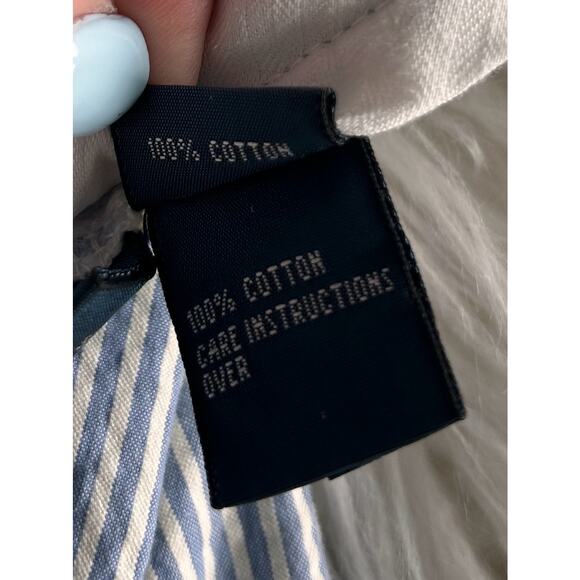 100% COTTON
100% COTTON
CARE INSTRUCTIONS
OVER